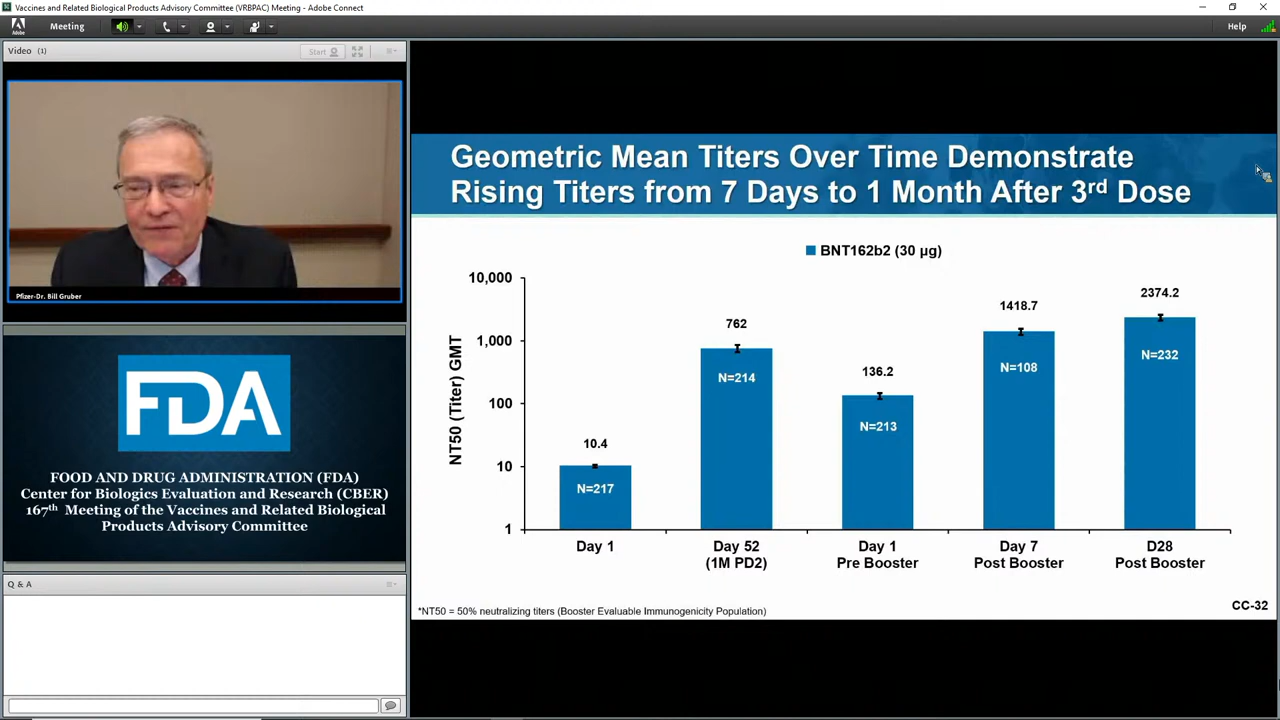 Vaccines and Related Biological Products Advisory Committee (VRBPAC) Meeting - Adobe Connect
Meeting
Help
Video (1)
Start
Pfizer-Dr. Bill Gruber
FDA
FOOD AND DRUG ADMINISTRATION (FDA)
Center for Biologics Evaluation and Research (CBER)
167th Meeting of the Vaccines and Related Biological
Products Advisory Committee
Q & A
Geometric Mean Titers Over Time Demonstrate
Rising Titers from 7 Days to 1 Month After 3rd Dose
BNT162b2 (30 µg)
NT50 (Titer) GMT
10,000
1,000
100
10
1
10.4
N=217
762
N=214
136.2
N=213
1418.7
N=108
2374.2
N=232
Day 1
Day 52
(1M PD2)
Day 1
Pre Booster
Day 7
Post Booster
D28
Post Booster
*NT50 = 50% neutralizing titers (Booster Evaluable Immunogenicity Population)
CC-32